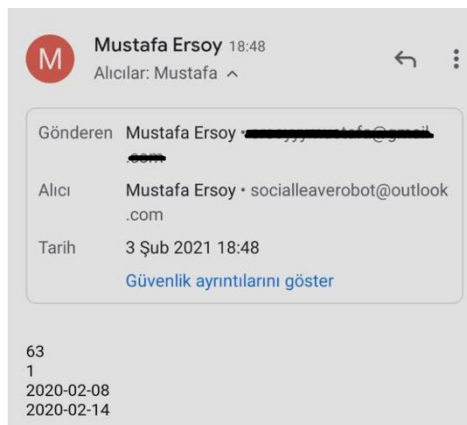 M
Mustafa Ersoy 18:48
Alıcılar: Mustafa
Gönderen Mustafa Ersoy •
Alıcı Mustafa Ersoy • socialleaverobot@outlook
.com
Tarih 3 Şub 2021 18:48
Güvenlik ayrıntılarını göster
63
1
2020-02-08
2020-02-14